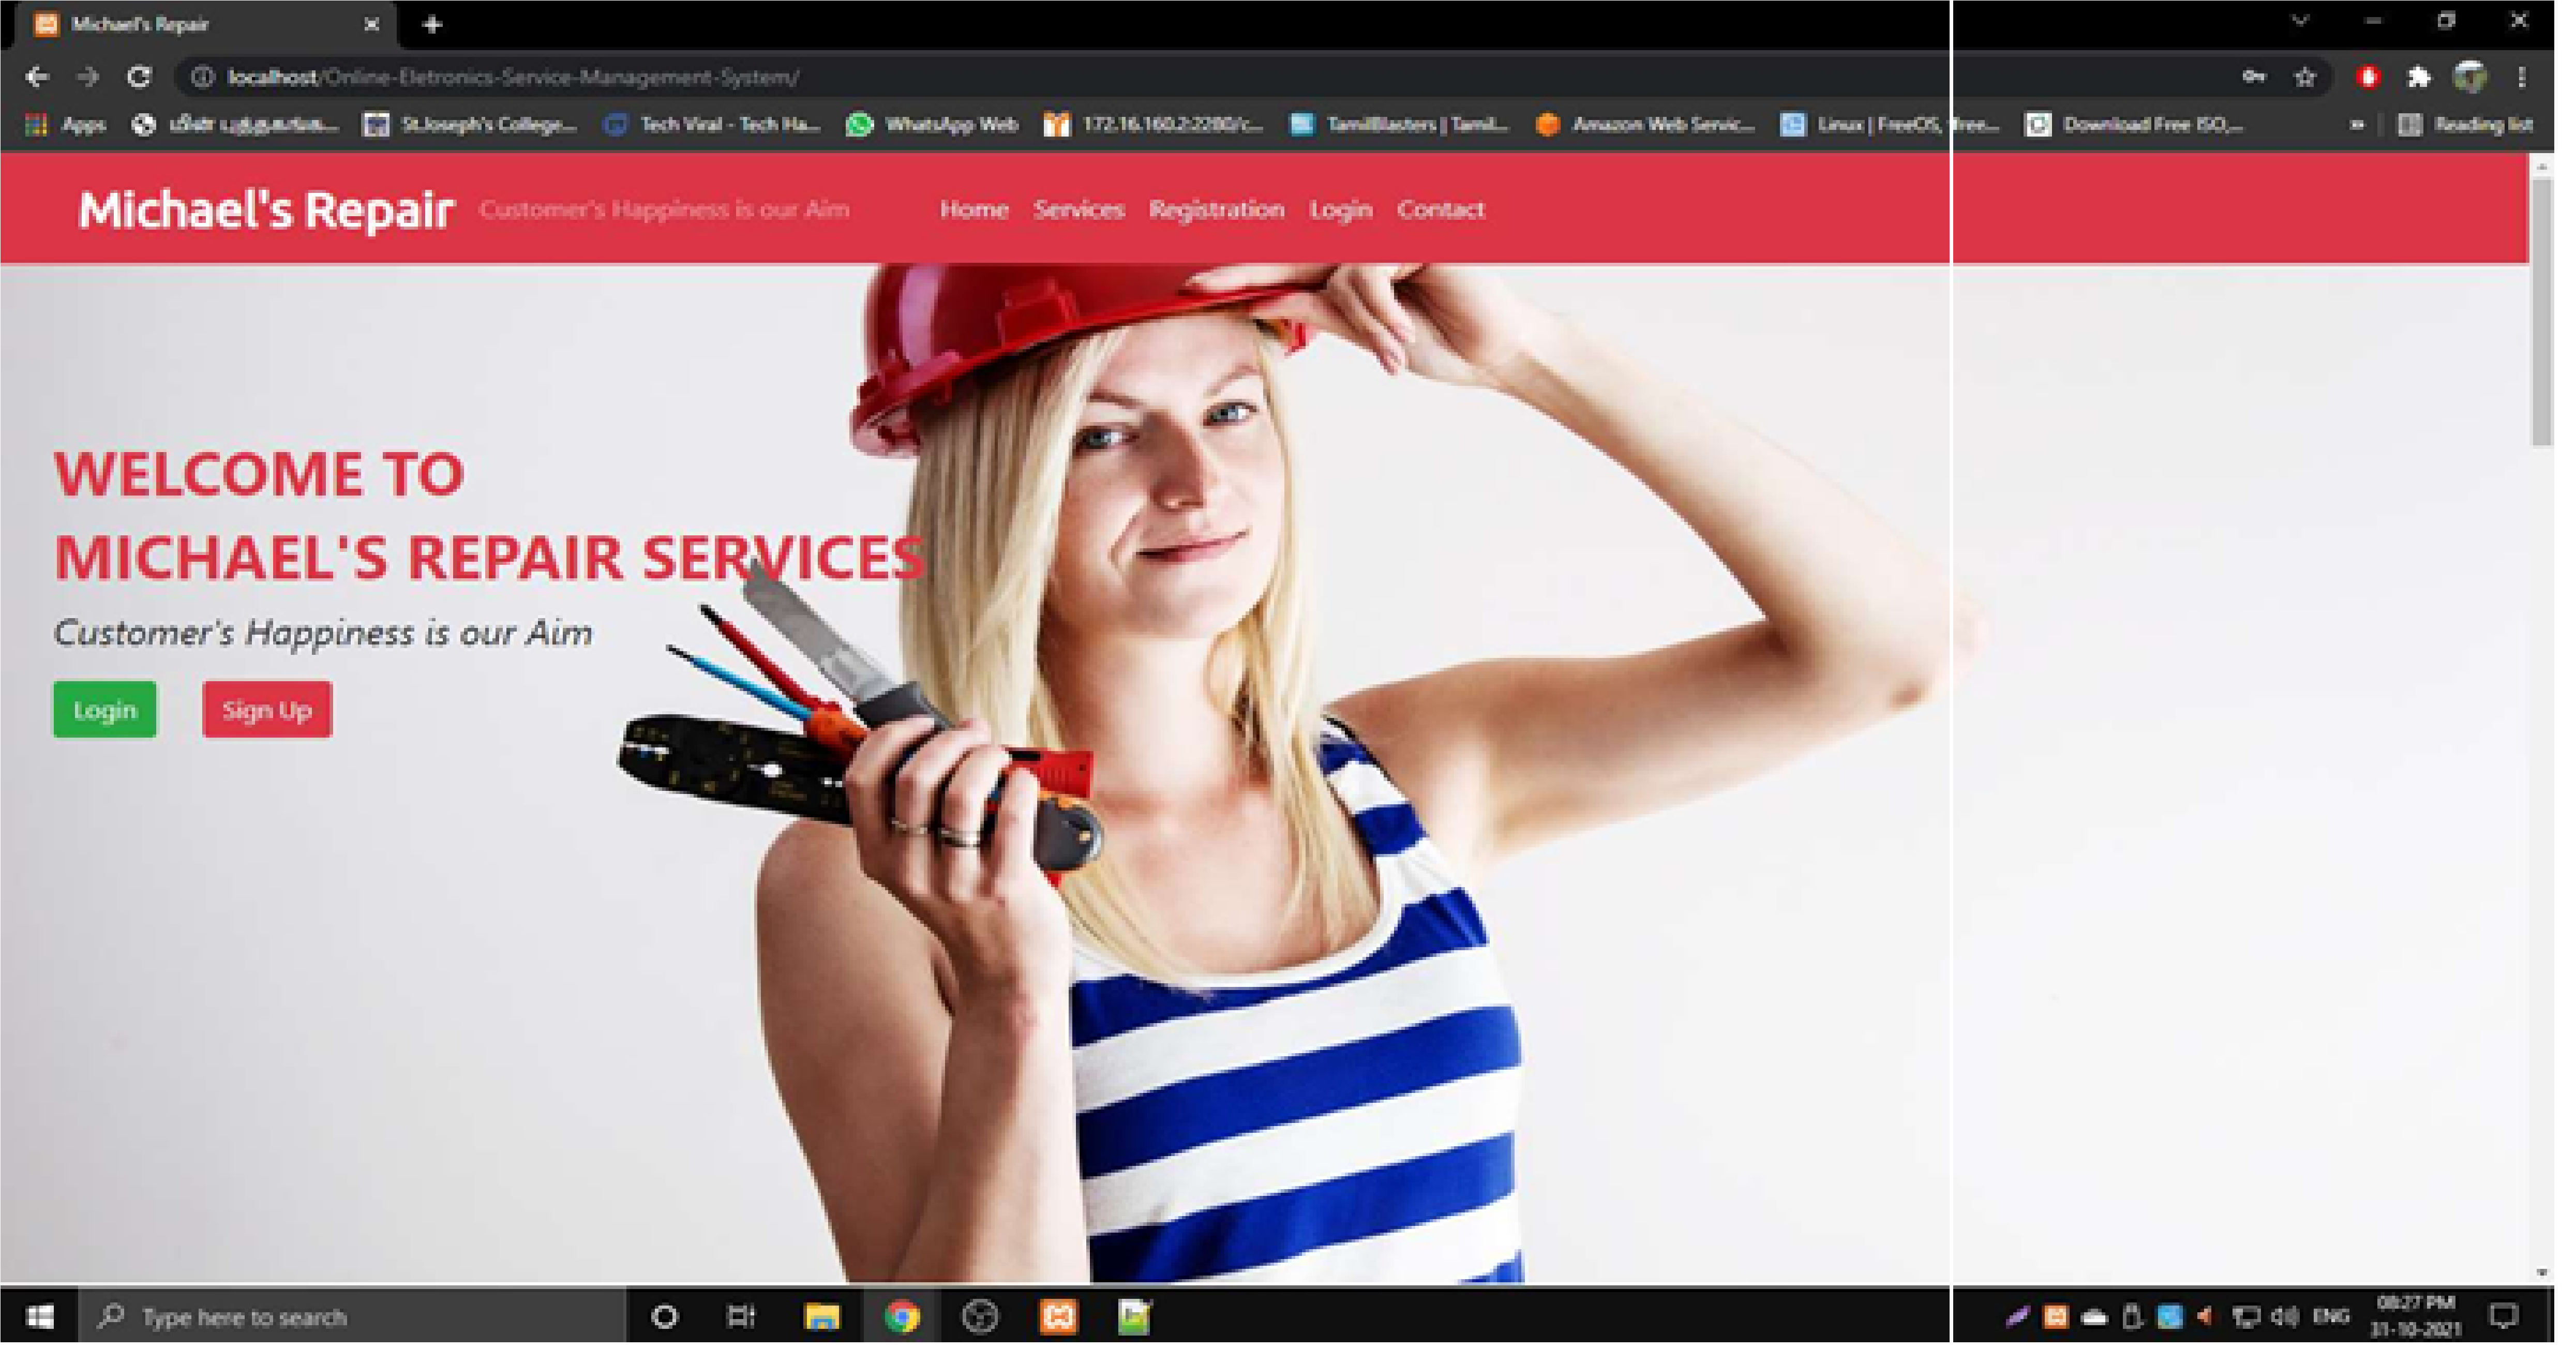 Michael's Repair
localhost/Online-Eletronics-Service-Management-System/
Apps
St.Joseph's College...
Tech Viral - Tech Ha...
WhatsApp Web
172.16.160.2:2280/c...
TamilBlasters | Tamil...
Amazon Web Servic...
Linux | FreeOS, free...
Download Free ISO,...
Reading list
Michael's Repair Customer's Happiness is our Aim Home Services Registration Login Contact
WELCOME TO
MICHAEL'S REPAIR SERVICES
Customer's Happiness is our Aim
Login Sign Up
Type here to search
ENG
08:27 PM
31-10-2021